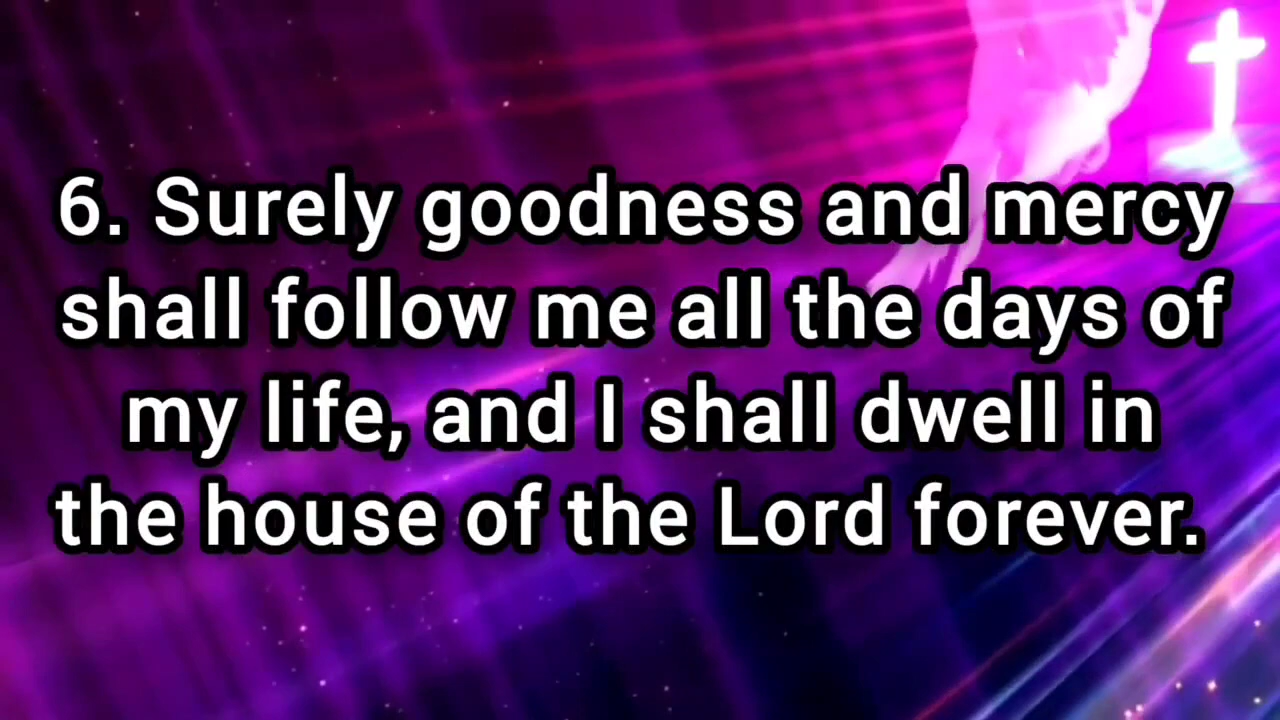 6. Surely goodness and mercy
shall follow me all the days of
my life, and I shall dwell in
the house of the Lord forever.